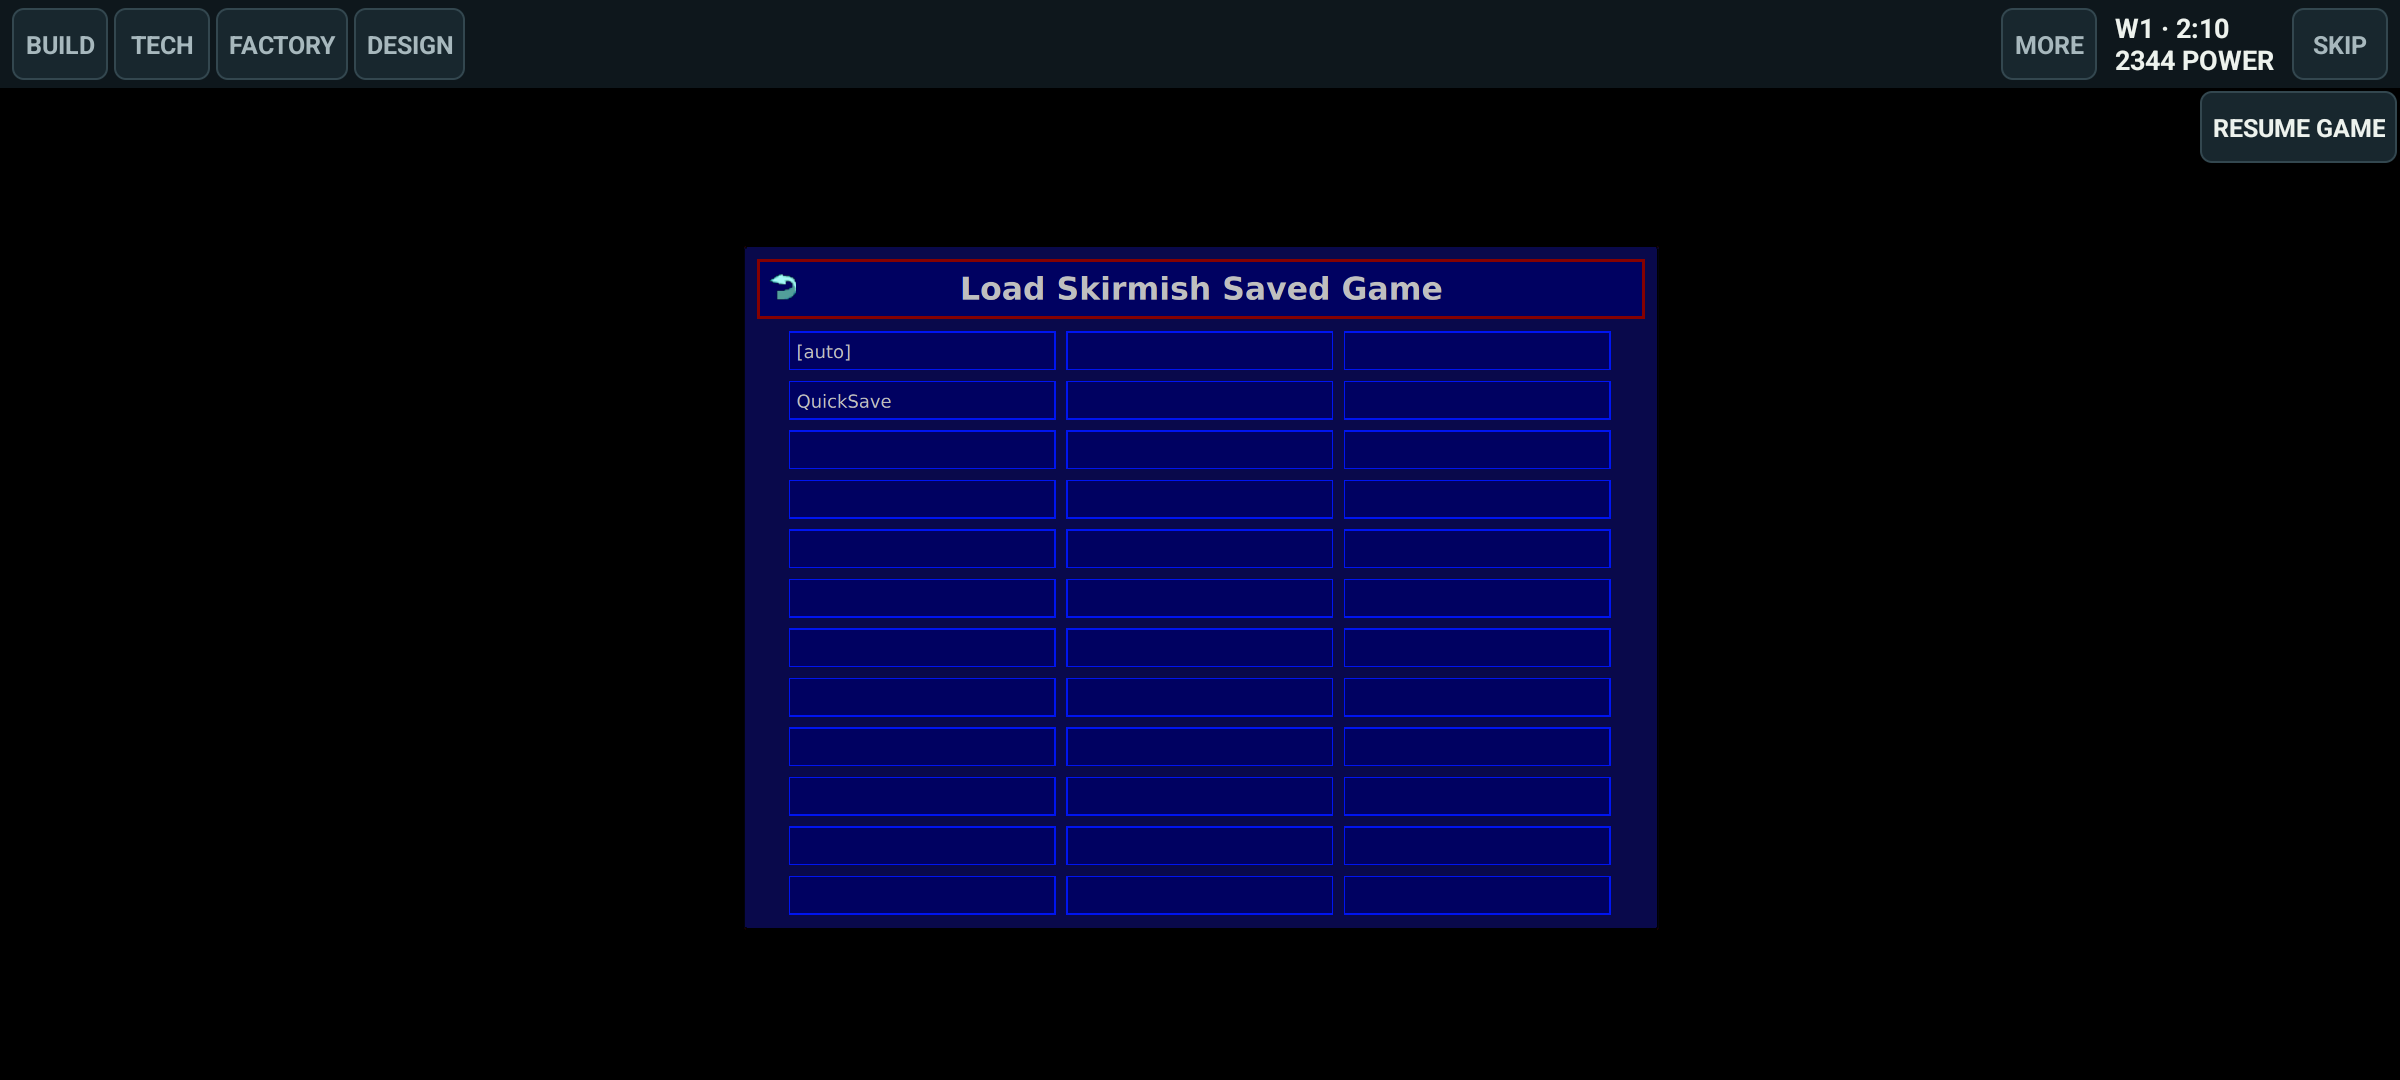 BUILD
TECH
FACTORY
DESIGN
MORE
W1 · 2:10
2344 POWER
SKIP
RESUME GAME
Load Skirmish Saved Game
[auto]
QuickSave